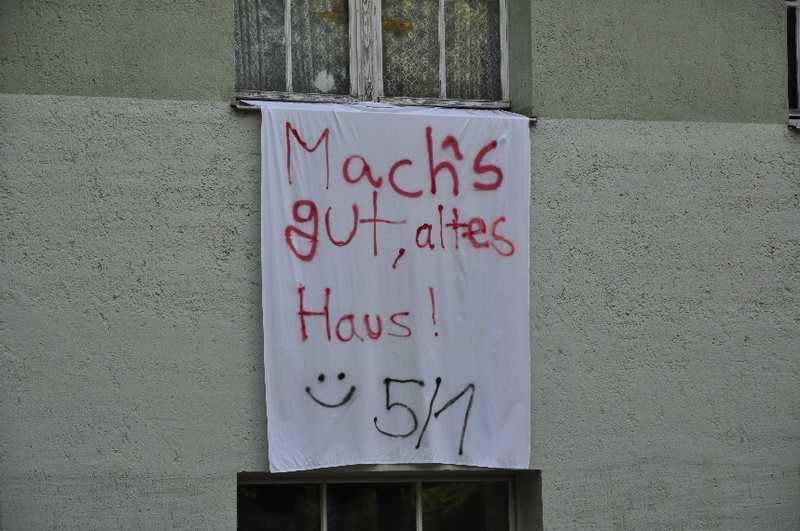 Mach's
gut, altes
Haus!
5/1